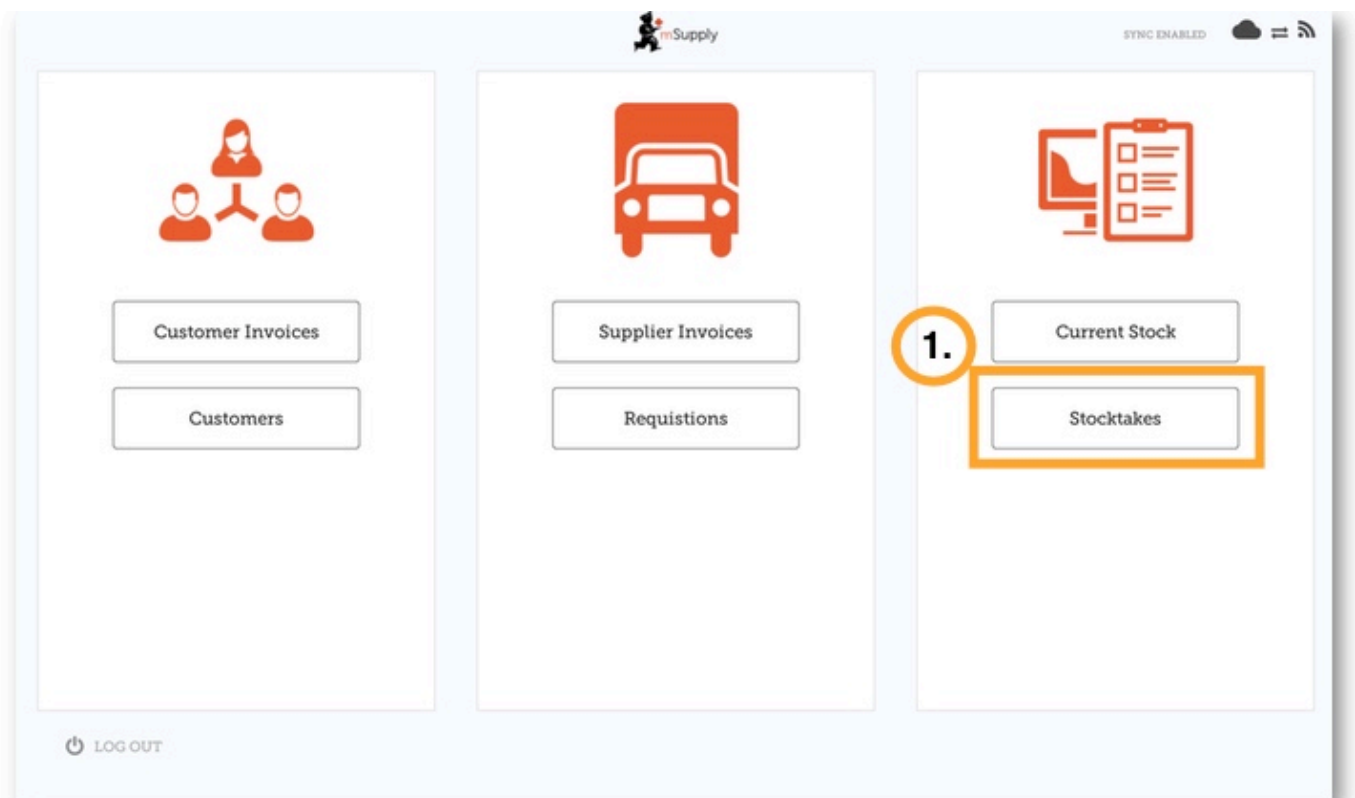 mSupply
SYNC ENABLED
Customer Invoices
Customers
Supplier Invoices
Requistions
1.
Current Stock
Stocktakes
LOG OUT